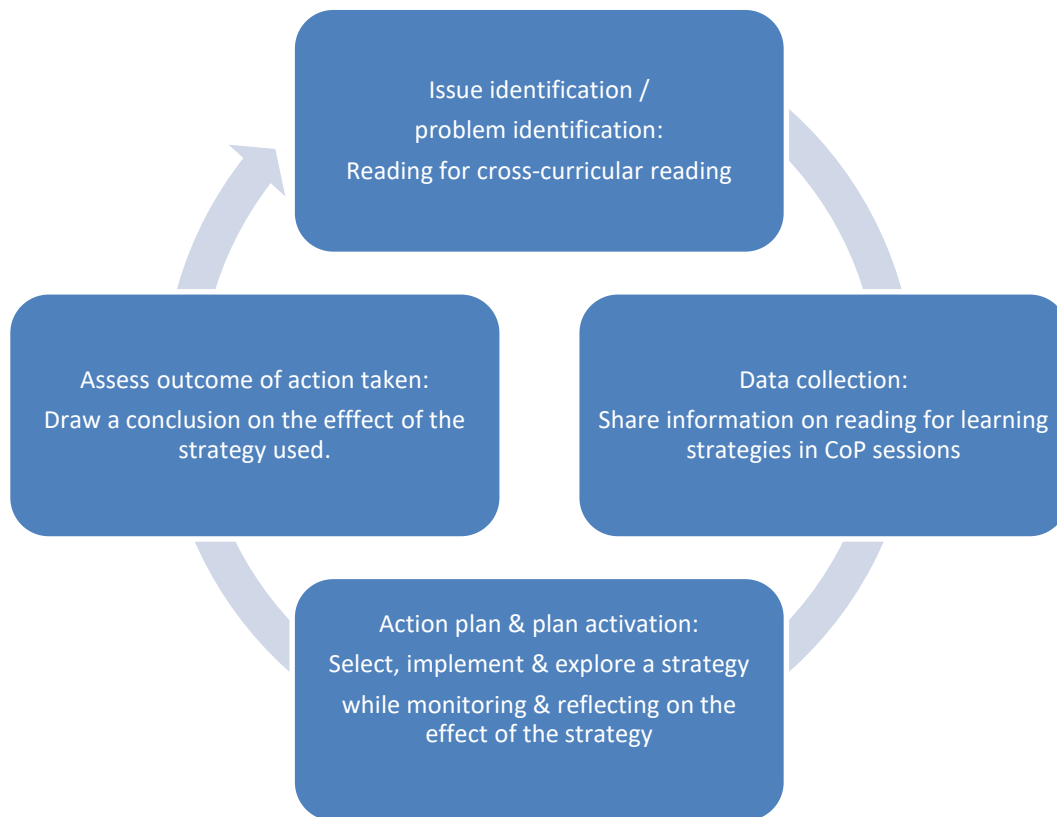 Issue identification /
problem identification:
Reading for cross-curricular reading
Data collection:
Share information on reading for learning
strategies in CoP sessions
Action plan & plan activation:
Select, implement & explore a strategy
while monitoring & reflecting on the
effect of the strategy
Assess outcome of action taken:
Draw a conclusion on the efffect of the
strategy used.